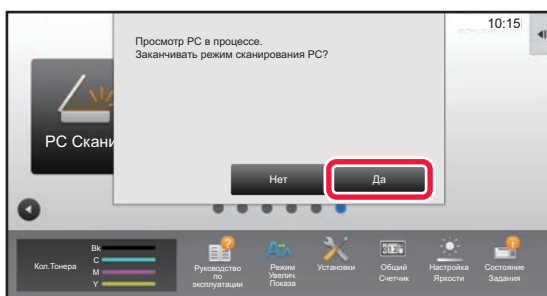 10:15
Просмотр PC в процессе.
Заканчивать режим сканирования PC?
PC Скани
Нет
Да
Кол.Тонера
Bk
C
M
Y
Руководство
по
эксплуатации
Режим
Увелич.
Показа
Установки
Общий
Счетчик
Настройка
Яркости
Состояние
Задания